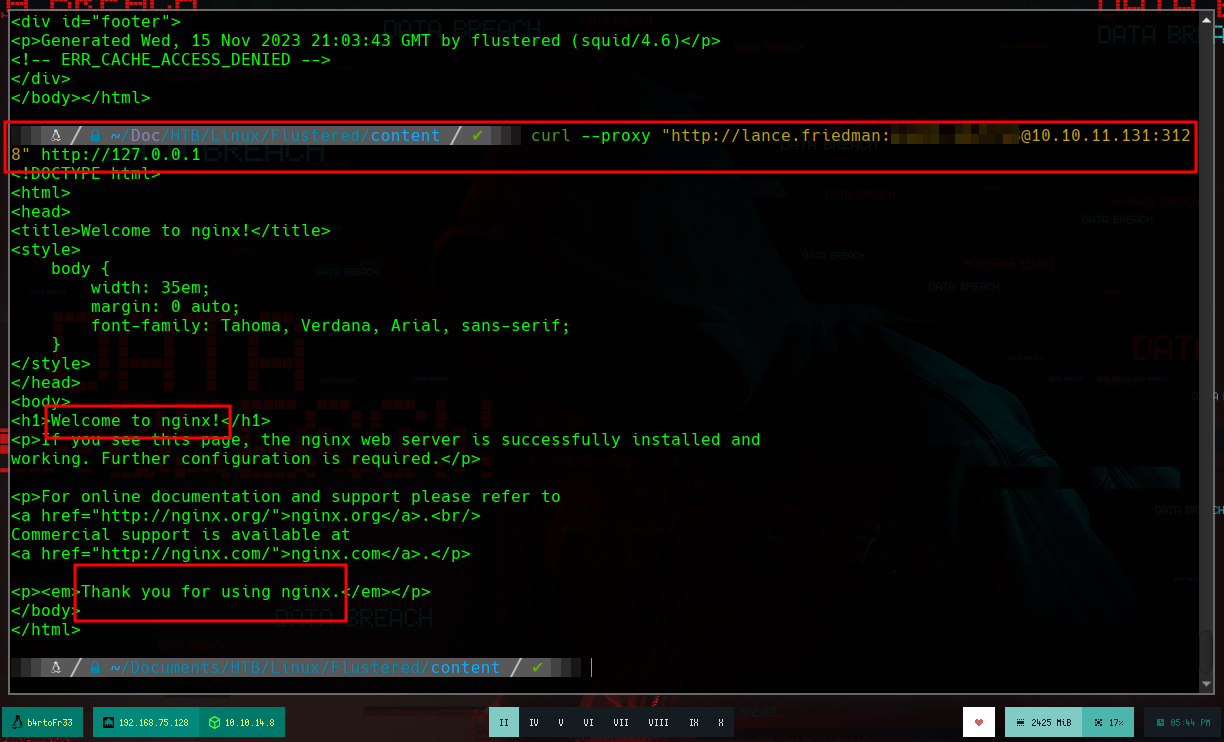 <div id="footer">
<p>Generated Wed, 15 Nov 2023 21:03:43 GMT by flustered (squid/4.6)</p>
<!-- ERR_CACHE_ACCESS_DENIED -->
</div>
</body></html>
~/Doc/HTB/Linux/Flustered/content / ✔ curl --proxy "http://lance.friedman:@10.10.11.131:312
8" http://127.0.0.1
<!DOCTYPE html>
<html>
<head>
<title>Welcome to nginx!</title>
<style>
    body {
        width: 35em;
        margin: 0 auto;
        font-family: Tahoma, Verdana, Arial, sans-serif;
    }
</style>
</head>
<body>
<h1>Welcome to nginx!</h1>
<p>If you see this page, the nginx web server is successfully installed and
working. Further configuration is required.</p>
<p>For online documentation and support please refer to
<a href="http://nginx.org/">nginx.org</a>.<br/>
Commercial support is available at
<a href="http://nginx.com/">nginx.com</a>.</p>
<p><em>Thank you for using nginx.</em></p>
</body>
</html>
~/Documents/HTB/Linux/Flustered/content / ✔
b4rtoFr33 192.168.75.128 10.10.14.8 II IV V VI VII VIII IX X 2425 MiB 17% 05:44 PM